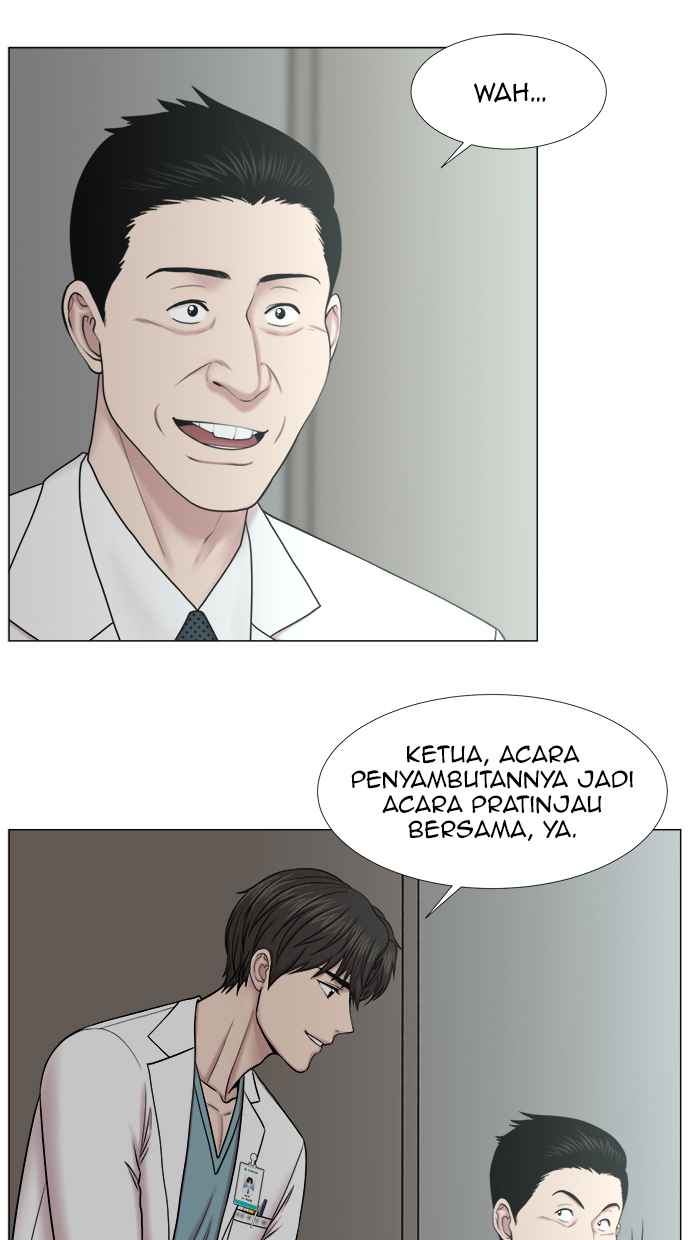 WAH...
KETUA, ACARA
PENYAMBUTANNYA JADI
ACARA PRATINJAU
BERSAMA, YA.